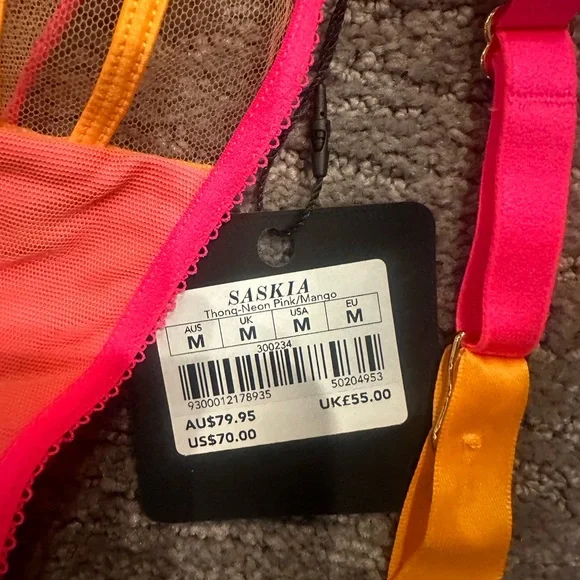 SASKIA
Thong-Neon Pink/Mango
AUS UK USA EU
M M M M
300234
9300012178935 50204953
AU$79.95 UK£55.00
US$70.00